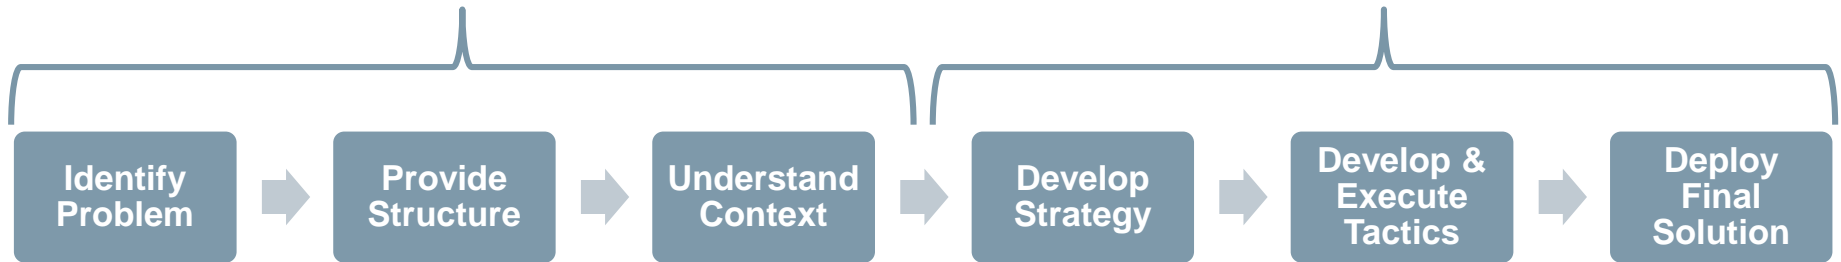 Identify
Problem
Provide
Structure
Understand
Context
Develop
Strategy
Develop &
Execute
Tactics
Deploy
Final
Solution